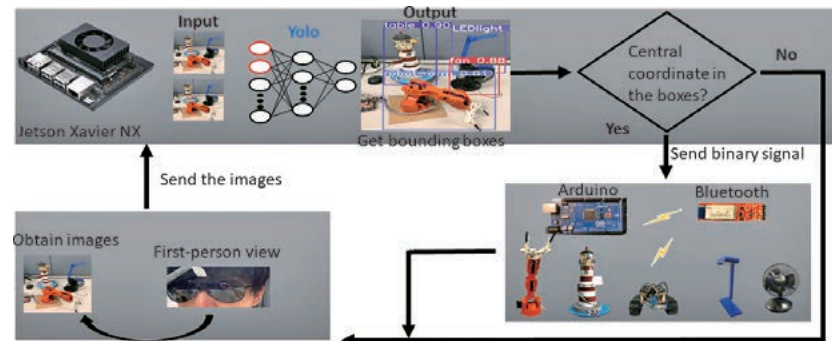 Input
Yolo
Output
table 0.90
LEDlight
fan 0.88
Jetson Xavier NX
Get bounding boxes
Central
coordinate in
the boxes?
No
Yes
Send binary signal
Send the images
Arduino
Bluetooth
Obtain images
First-person view